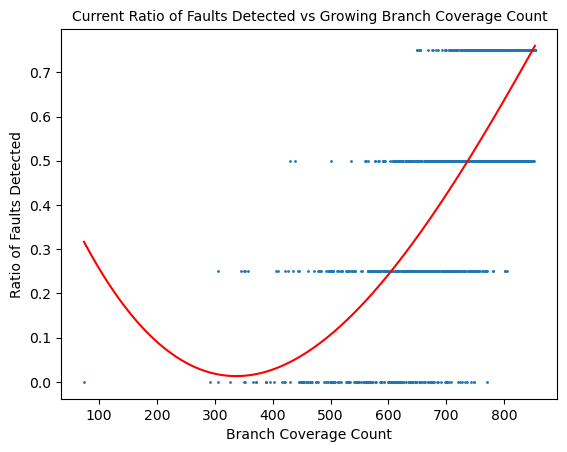 Current Ratio of Faults Detected vs Growing Branch Coverage Count
Ratio of Faults Detected
0.7
0.6
0.5
0.4
0.3
0.2
0.1
0.0
100 200 300 400 500 600 700 800
Branch Coverage Count